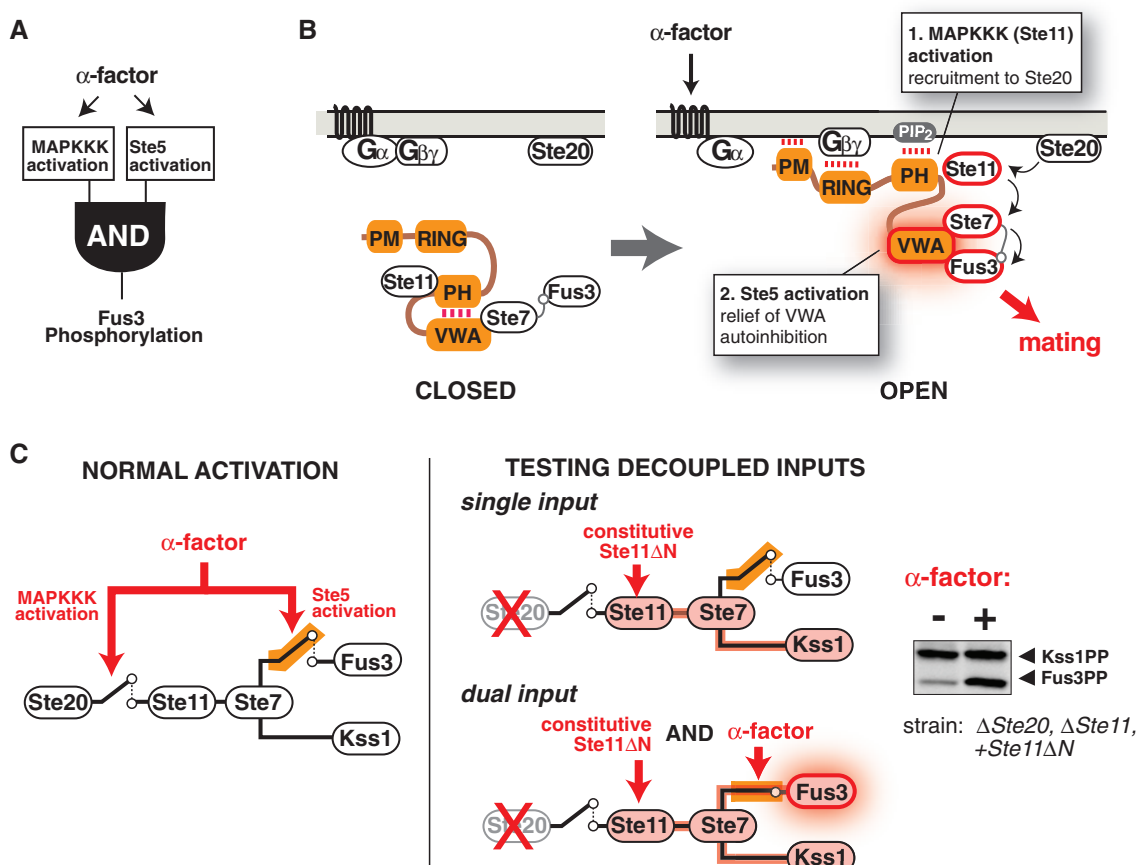 A
α-factor
MAPKKK
activation
Ste5
activation
AND
Fus3
Phosphorylation
B
Gα
Gβγ
Ste20
PM
RING
Ste11
PH
VWA
Ste7
Fus3
CLOSED
α-factor
1. MAPKKK (Ste11)
activation
recruitment to Ste20
Gα
Gβγ
PIP2
Ste20
PM
RING
PH
Ste11
Ste7
VWA
Fus3
2. Ste5 activation
relief of VWA
autoinhibition
mating
OPEN
C
NORMAL ACTIVATION
α-factor
MAPKKK
activation
Ste5
activation
Fus3
Ste20
Ste11
Ste7
Kss1
TESTING DECOUPLED INPUTS
single input
constitutive
Ste11ΔN
Fus3
Ste20
Ste11
Ste7
Kss1
dual input
constitutive
Ste11ΔN
AND
α-factor
Fus3
Ste20
Ste11
Ste7
Kss1
α-factor:
- +
Kss1PP
Fus3PP
strain: ΔSte20, ΔSte11,
+Ste11ΔN